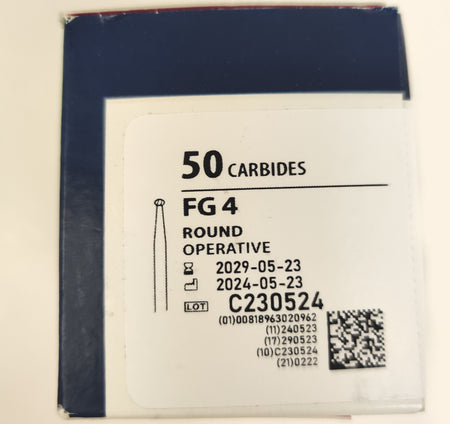 50 CARBIDES
FG 4
ROUND
OPERATIVE
2029-05-23
2024-05-23
LOT C230524
(01)00818963020962
(11)240523
(17)290523
(10)C230524
(21)0222